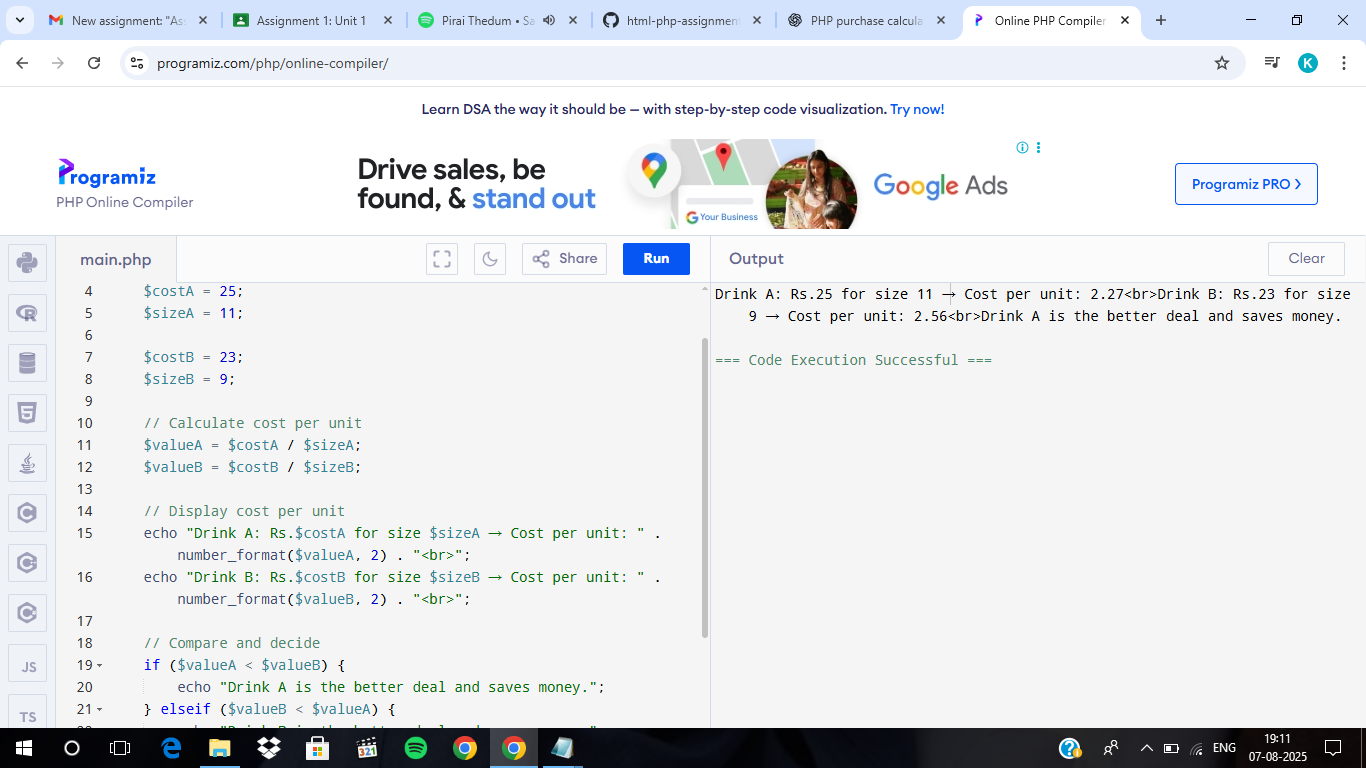 New assignment: "Ass
Assignment 1: Unit 1
Pirai Thedum • Sa
html-php-assignmen
PHP purchase calcula
Online PHP Compiler
programiz.com/php/online-compiler/
K
Learn DSA the way it should be — with step-by-step code visualization. Try now!
Programiz
PHP Online Compiler
Drive sales, be
found, & stand out
Your Business
Google Ads
Programiz PRO ›
main.php
Share
Run
Output
Clear
4 $costA = 25;
5 $sizeA = 11;
6
7 $costB = 23;
8 $sizeB = 9;
9
10 // Calculate cost per unit
11 $valueA = $costA / $sizeA;
12 $valueB = $costB / $sizeB;
13
14 // Display cost per unit
15 echo "Drink A: Rs.$costA for size $sizeA → Cost per unit: " .
number_format($valueA, 2) . "<br>";
16 echo "Drink B: Rs.$costB for size $sizeB → Cost per unit: " .
number_format($valueB, 2) . "<br>";
17
18 // Compare and decide
19 if ($valueA < $valueB) {
20 echo "Drink A is the better deal and saves money.";
21 } elseif ($valueB < $valueA) {
Drink A: Rs.25 for size 11 → Cost per unit: 2.27<br>Drink B: Rs.23 for size
9 → Cost per unit: 2.56<br>Drink A is the better deal and saves money.
=== Code Execution Successful ===
JS
TS
321
ENG
19:11
07-08-2025